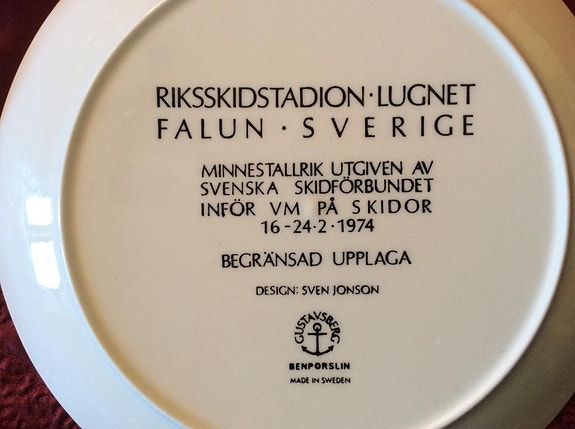 RIKSSKIDSTADION·LUGNET
FALUN · SVERIGE
MINNESTALLRIK UTGIVEN AV
SVENSKA SKIDFÖRBUNDET
INFÖR VM PÅ SKIDOR
16-24·2·1974
BEGRÄNSAD UPPLAGA
DESIGN: SVEN JONSON
GUSTAVSBERG
BENPORSLIN
MADE IN SWEDEN